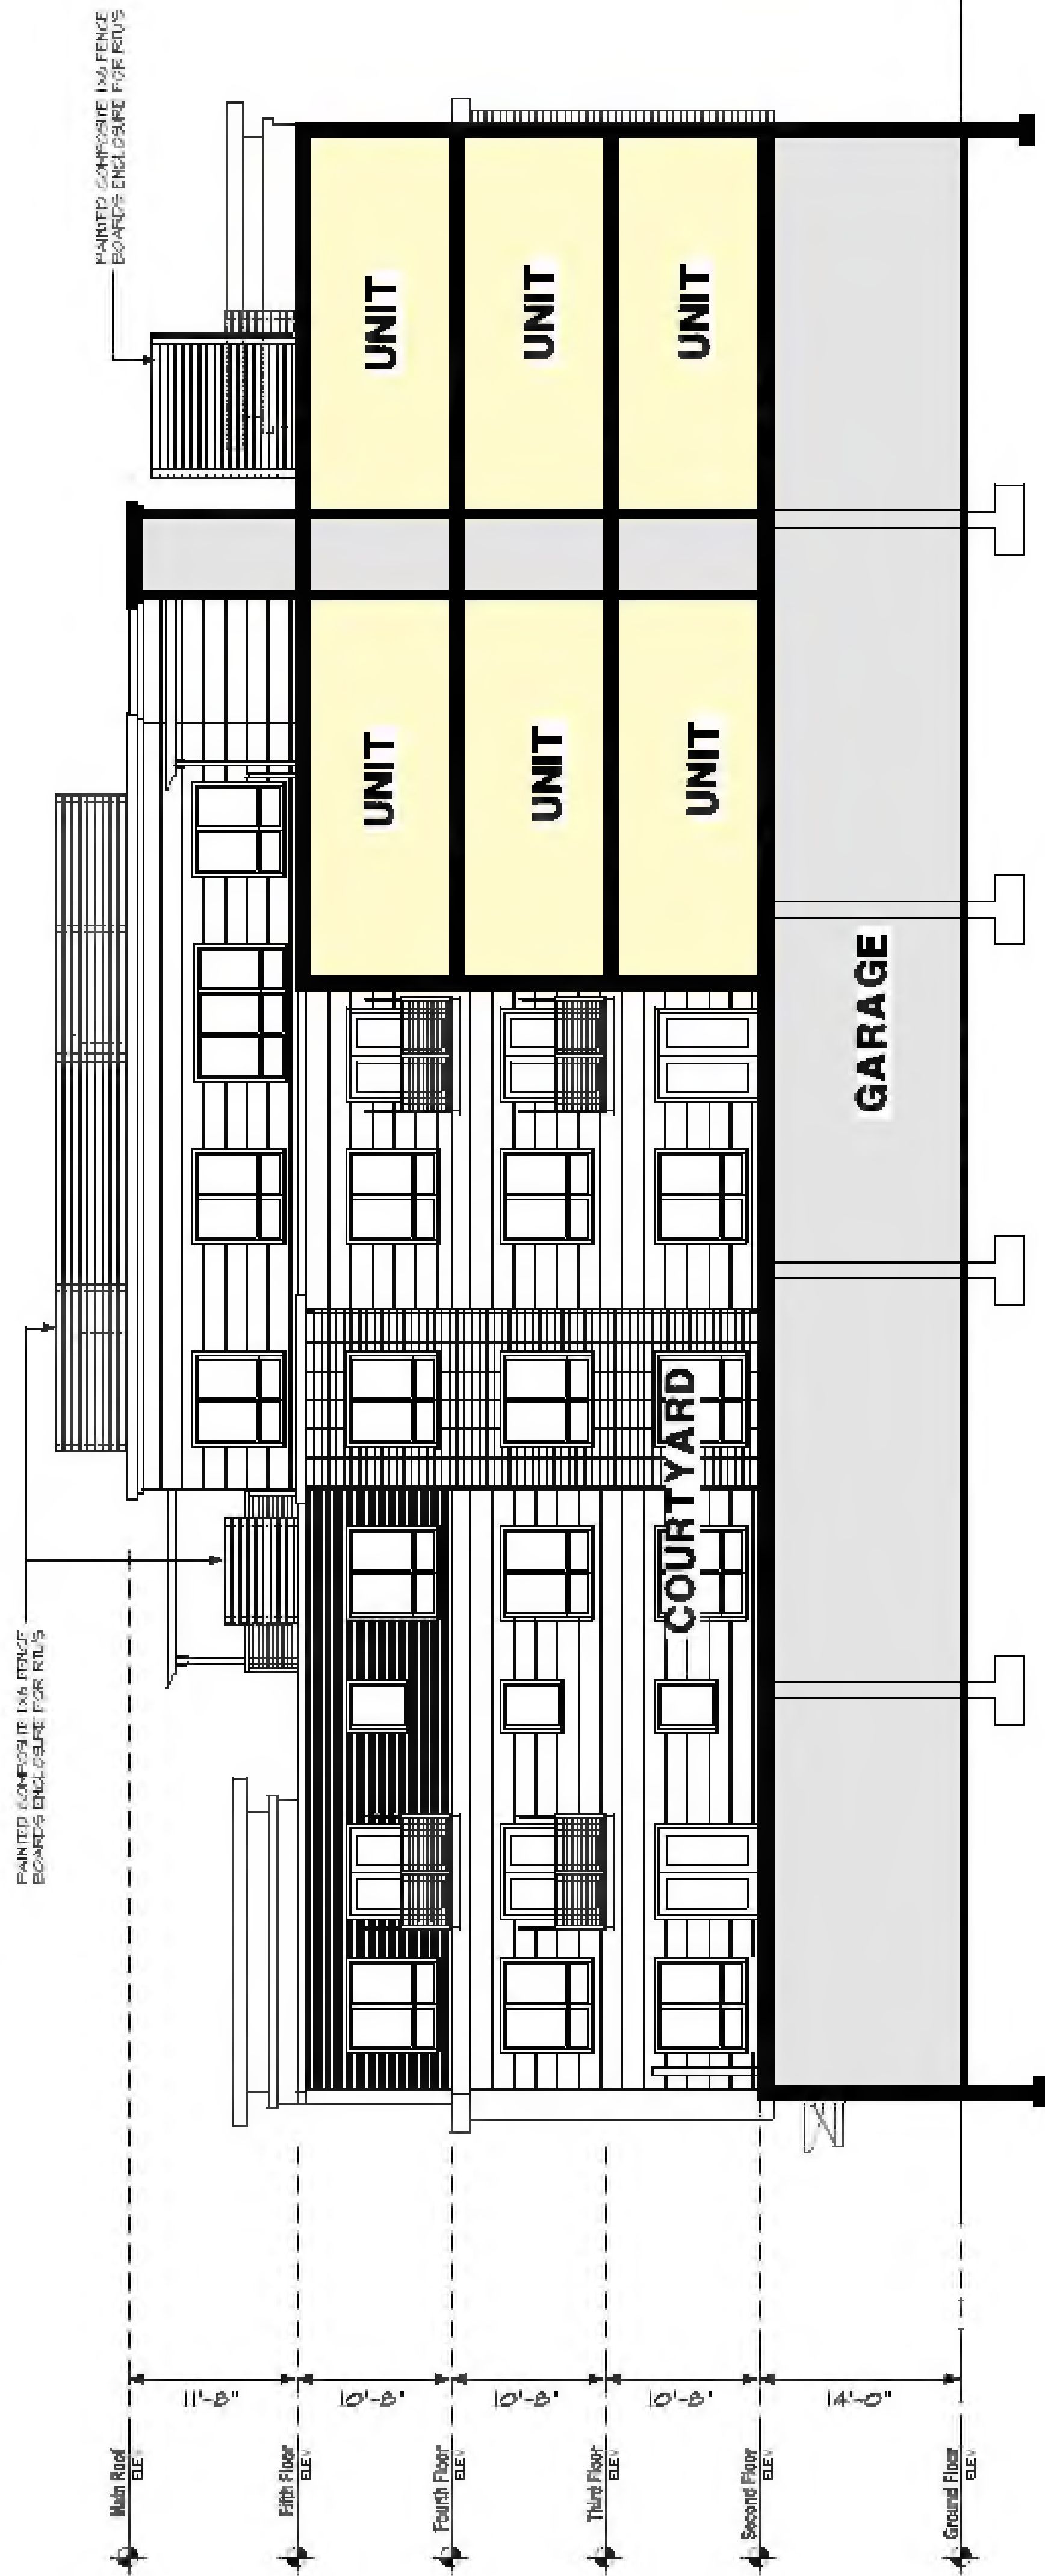 PAINTED COMPOSITE 1X6 FENCE
BOARDS ENCLOSURE FOR RTU'S
PAINTED COMPOSITE 1X6 FENCE
BOARDS ENCLOSURE FOR RTU'S
Main Roof
ELEV
11'-8"
Fifth Floor
ELEV
10'-8"
UNIT
UNIT
Fourth Floor
ELEV
10'-8"
UNIT
UNIT
Third Floor
ELEV
10'-8"
COURTYARD
UNIT
UNIT
Second Floor
ELEV
14'-0"
GARAGE
Ground Floor
ELEV